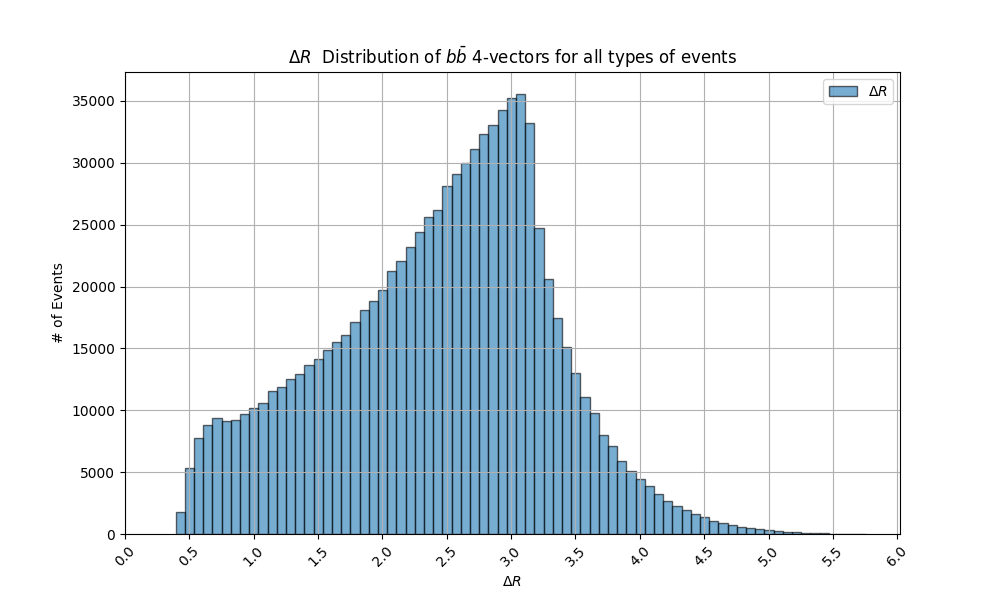 ΔR Distribution of bb̄ 4-vectors for all types of events
ΔR
# of Events
35000
30000
25000
20000
15000
10000
5000
0
0.0 0.5 1.0 1.5 2.0 2.5 3.0 3.5 4.0 4.5 5.0 5.5 6.0
ΔR